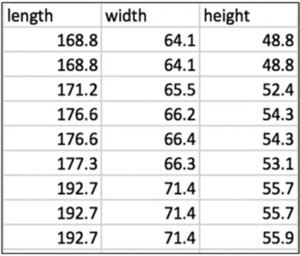 length width height
168.8 64.1 48.8
168.8 64.1 48.8
171.2 65.5 52.4
176.6 66.2 54.3
176.6 66.4 54.3
177.3 66.3 53.1
192.7 71.4 55.7
192.7 71.4 55.7
192.7 71.4 55.9